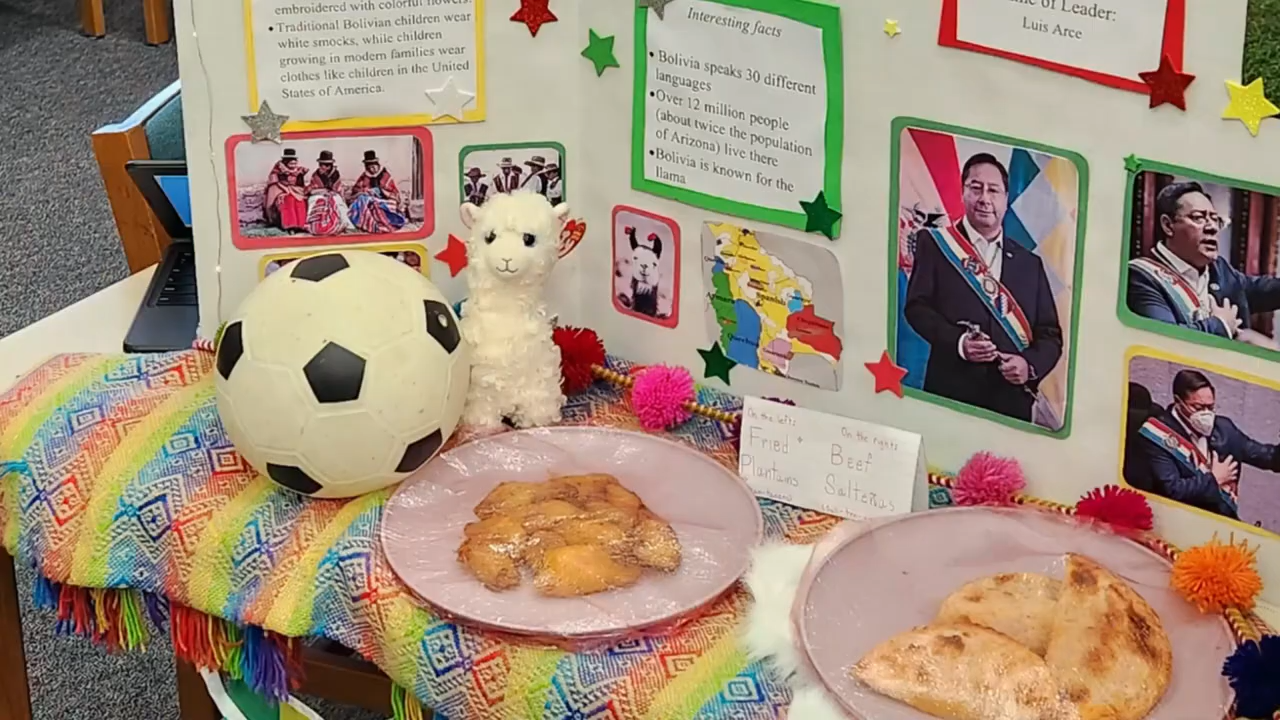 embroidered with colorful flowers.
• Traditional Bolivian children wear
white smocks, while children
growing in modern families wear
clothes like children in the United
States of America.
Interesting facts
• Bolivia speaks 30 different
languages
• Over 12 million people
(about twice the population
of Arizona) live there
• Bolivia is known for the
llama
of Leader:
Luis Arce
Spanish
On the left:
Fried
Plantains
On the right:
Beef
Salteñas